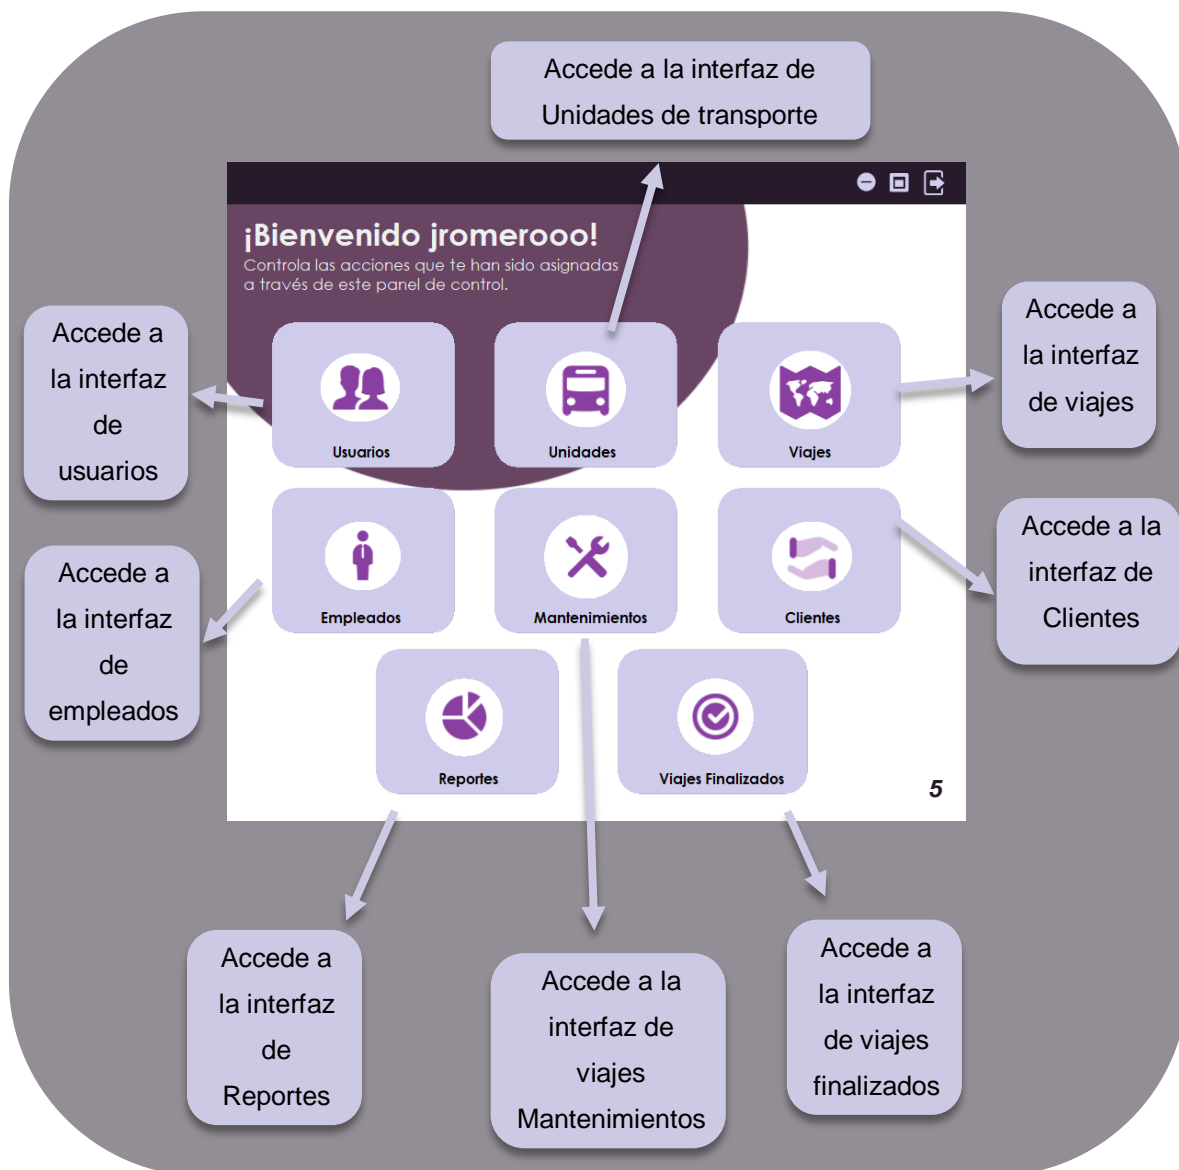 Accede a la interfaz de
Unidades de transporte
¡Bienvenido jromerooo!
Controla las acciones que te han sido asignadas
a través de este panel de control.
Accede a
la interfaz
de
usuarios
Usuarios
Unidades
Viajes
Accede a
la interfaz
de viajes
Accede a
la interfaz
de
empleados
Empleados
Mantenimientos
Clientes
Accede a la
interfaz de
Clientes
Reportes
Viajes Finalizados
5
Accede a
la interfaz
de
Reportes
Accede a la
interfaz de
viajes
Mantenimientos
Accede a
la interfaz
de viajes
finalizados